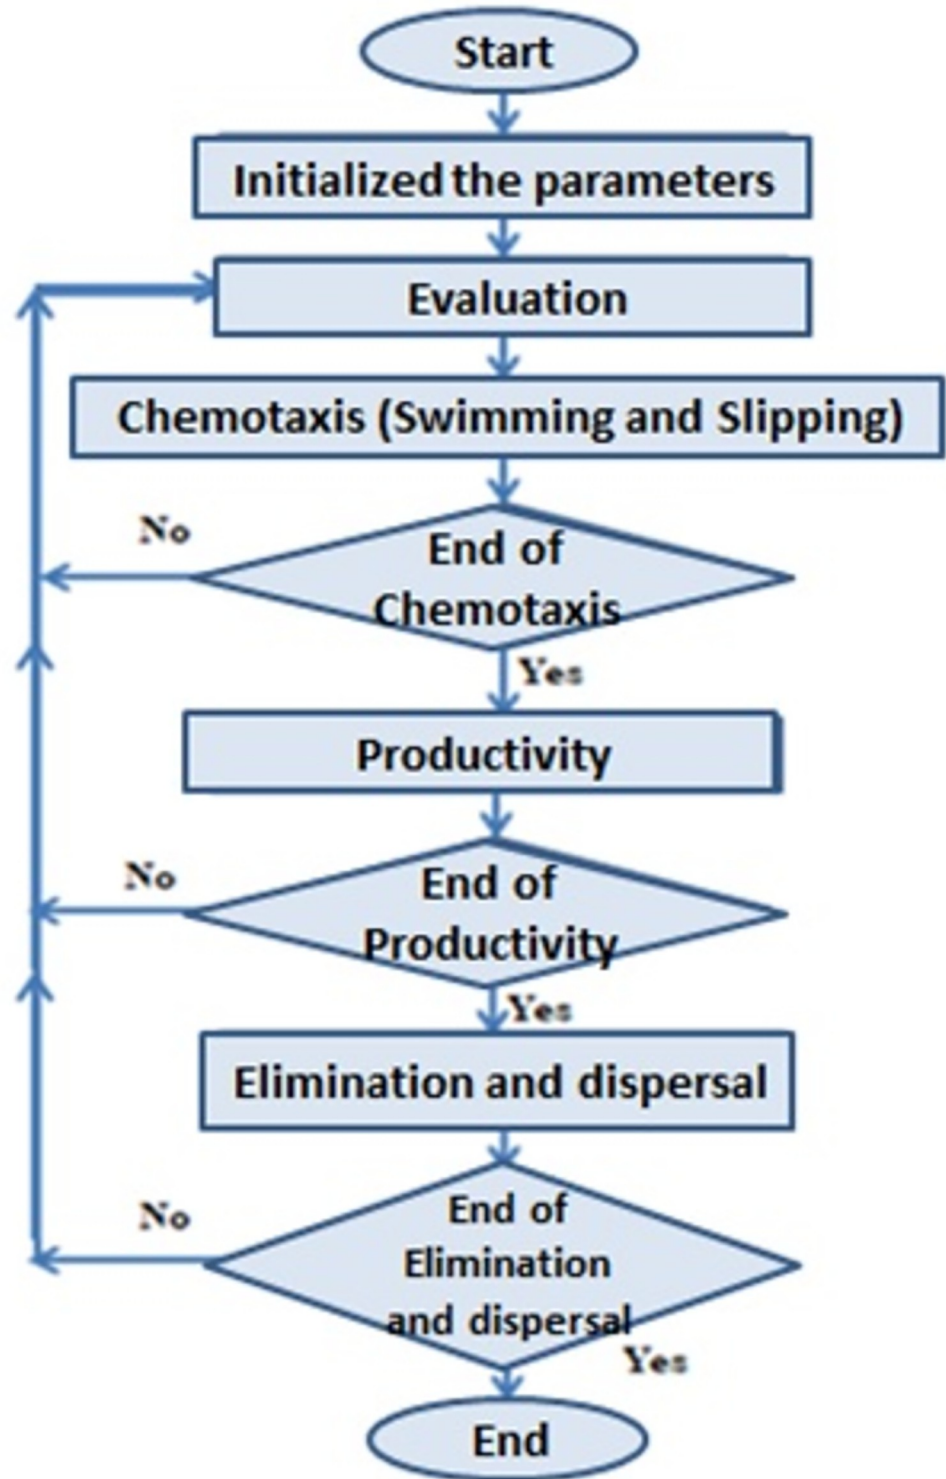 Start
Initialized the parameters
Evaluation
Chemotaxis (Swimming and Slipping)
No
End of
Chemotaxis
Yes
Productivity
No
End of
Productivity
Yes
Elimination and dispersal
No
End of
Elimination
and dispersal
Yes
End